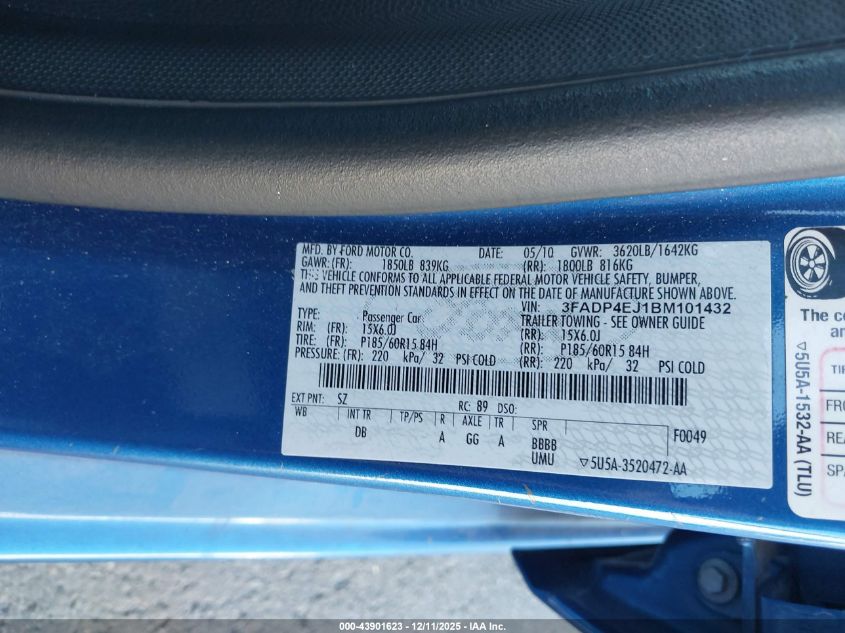 MFD. BY FORD MOTOR CO. DATE: 05/10 GVWR: 3620LB/1642KG
GAWR: (FR): 1850LB 839KG (RR): 1800LB 816KG
THIS VEHICLE CONFORMS TO ALL APPLICABLE FEDERAL MOTOR VEHICLE SAFETY, BUMPER,
AND THEFT PREVENTION STANDARDS IN EFFECT ON THE DATE OF MANUFACTURE SHOWN ABOVE.
VIN: 3FADP4EJ1BM101432
TYPE: Passenger Car TRAILER TOWING - SEE OWNER GUIDE
RIM: (FR): 15X6.0J (RR): 15X6.0J
TIRE: (FR): P185/60R15 84H (RR): P185/60R15 84H
PRESSURE: (FR): 220 kPa/ 32 PSI COLD (RR): 220 kPa/ 32 PSI COLD
EXT PNT: SZ RC: 89 DSO:
WB INT TR TP/PS R AXLE TR SPR F0049
DB A GG A BBBB
UMU ▽5U5A-3520472-AA
The co
inform
▽5U5A-1532-AA (TLU)
TI
FRO
REA
SPA
000-43901623 - 12/11/2025 - IAA Inc.